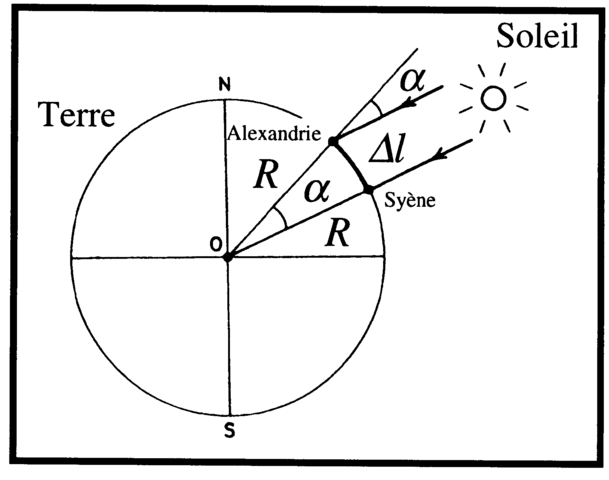 Soleil
α
N
Terre
Alexandrie
Δl
R
α
Syène
O
R
S